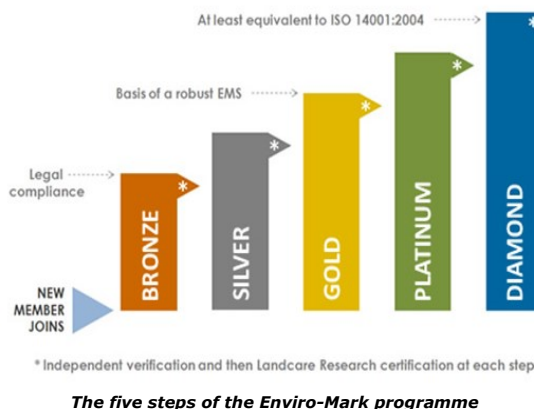 At least equivalent to ISO 14001:2004
*
Basis of a robust EMS
*
*
*
Legal
compliance
*
BRONZE
SILVER
GOLD
PLATINUM
DIAMOND
NEW
MEMBER
JOINS
* Independent verification and then Landcare Research certification at each step
The five steps of the Enviro-Mark programme